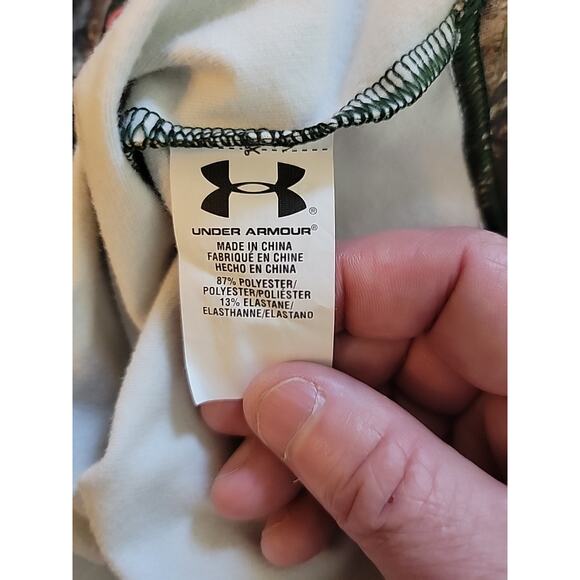 ®
UNDER ARMOUR®
MADE IN CHINA
FABRIQUÉ EN CHINE
HECHO EN CHINA
87% POLYESTER/
POLYESTER/POLIÉSTER
13% ELASTANE/
ELASTHANNE/ELASTANO